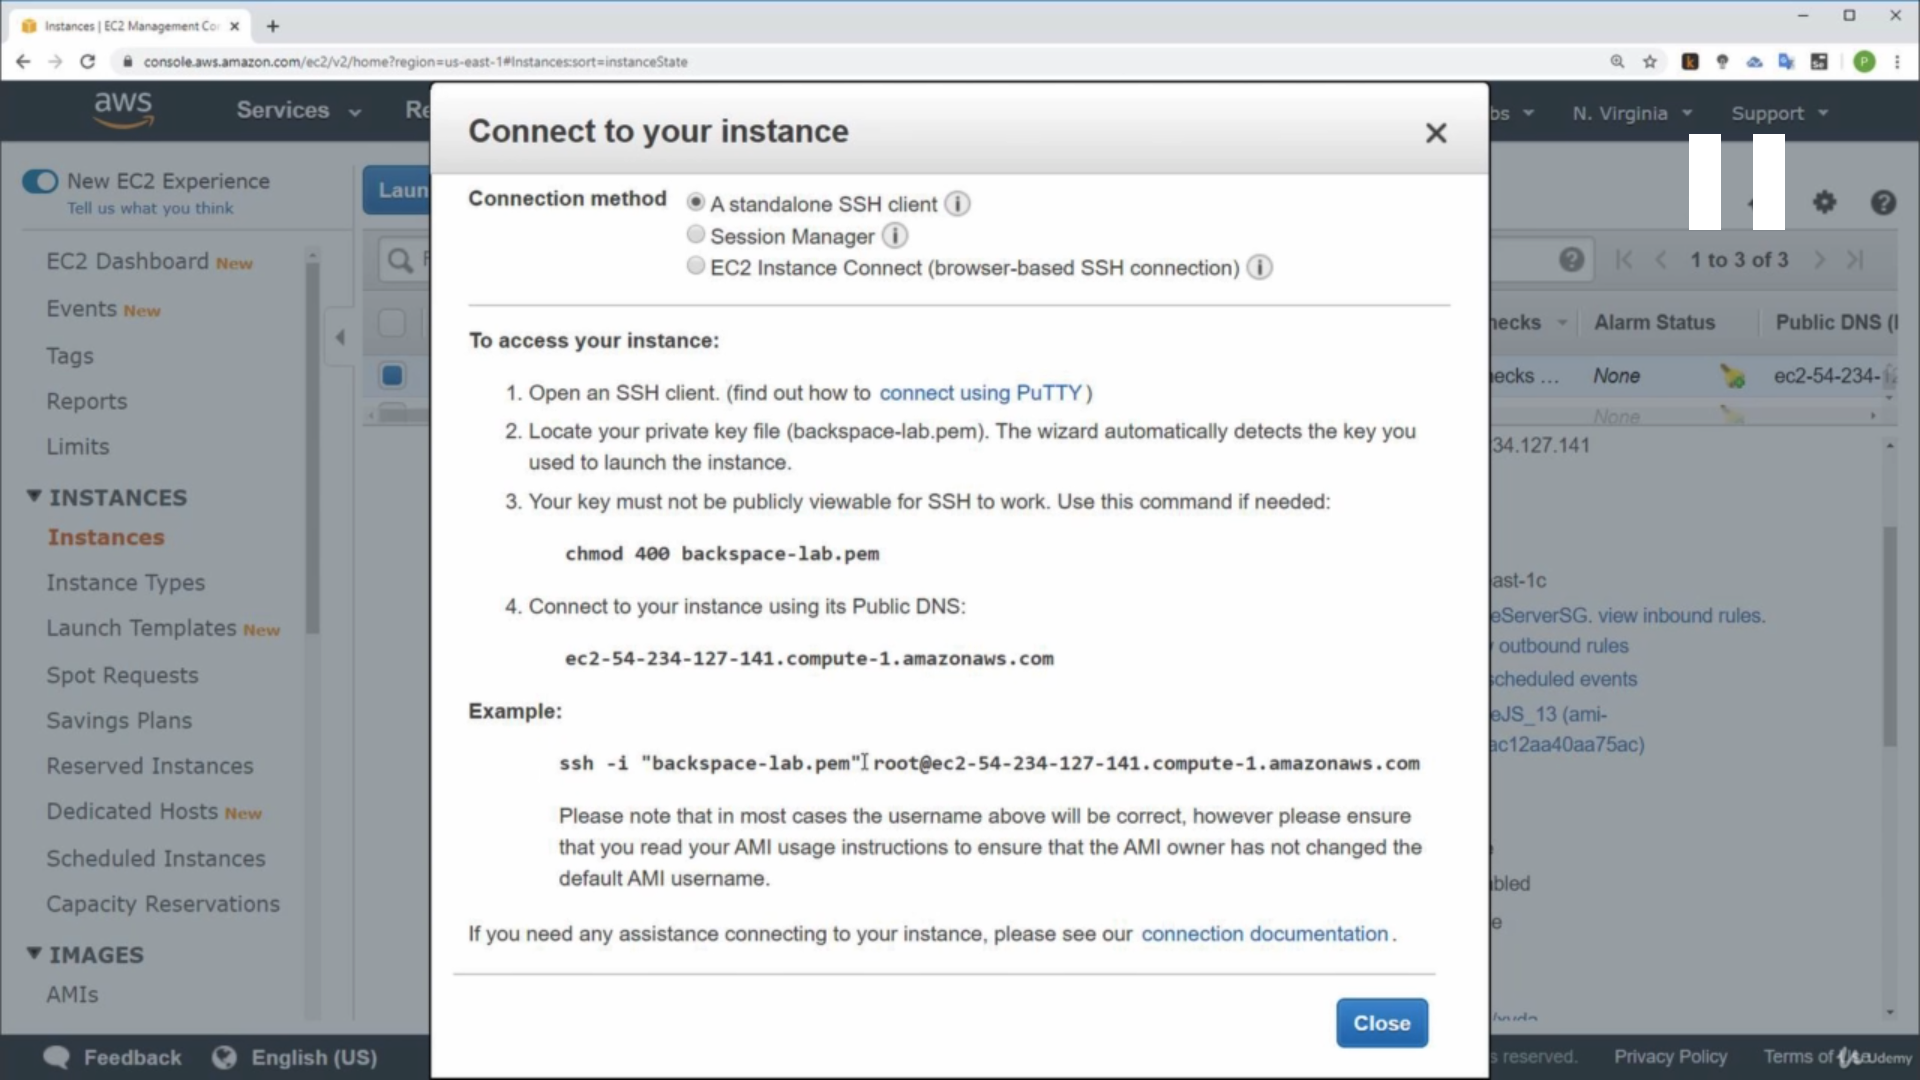 Instances | EC2 Management Co
console.aws.amazon.com/ec2/v2/home?region=us-east-1#Instances:sort=instanceState
P
aws
Services
Re
bs
N. Virginia
Support
Connect to your instance
New EC2 Experience
Tell us what you think
Laun
Connection method
A standalone SSH client
Session Manager
EC2 Instance Connect (browser-based SSH connection)
1 to 3 of 3
EC2 Dashboard New
Events New
Tags
Reports
Limits
INSTANCES
Instances
Instance Types
Launch Templates New
Spot Requests
Savings Plans
Reserved Instances
Dedicated Hosts New
Scheduled Instances
Capacity Reservations
IMAGES
AMIs
To access your instance:
1. Open an SSH client. (find out how to connect using PuTTY )
2. Locate your private key file (backspace-lab.pem). The wizard automatically detects the key you
used to launch the instance.
3. Your key must not be publicly viewable for SSH to work. Use this command if needed:
chmod 400 backspace-lab.pem
4. Connect to your instance using its Public DNS:
ec2-54-234-127-141.compute-1.amazonaws.com
Example:
ssh -i "backspace-lab.pem" root@ec2-54-234-127-141.compute-1.amazonaws.com
Please note that in most cases the username above will be correct, however please ensure
that you read your AMI usage instructions to ensure that the AMI owner has not changed the
default AMI username.
If you need any assistance connecting to your instance, please see our connection documentation .
Close
hecks
Alarm Status
Public DNS (I
hecks ...
None
ec2-54-234-
None
34.127.141
ast-1c
eServerSG. view inbound rules.
outbound rules
scheduled events
eJS_13 (ami-
ac12aa40aa75ac)
e
bled
e
/xvda
Feedback
English (US)
s reserved.
Privacy Policy
Terms of
Udemy